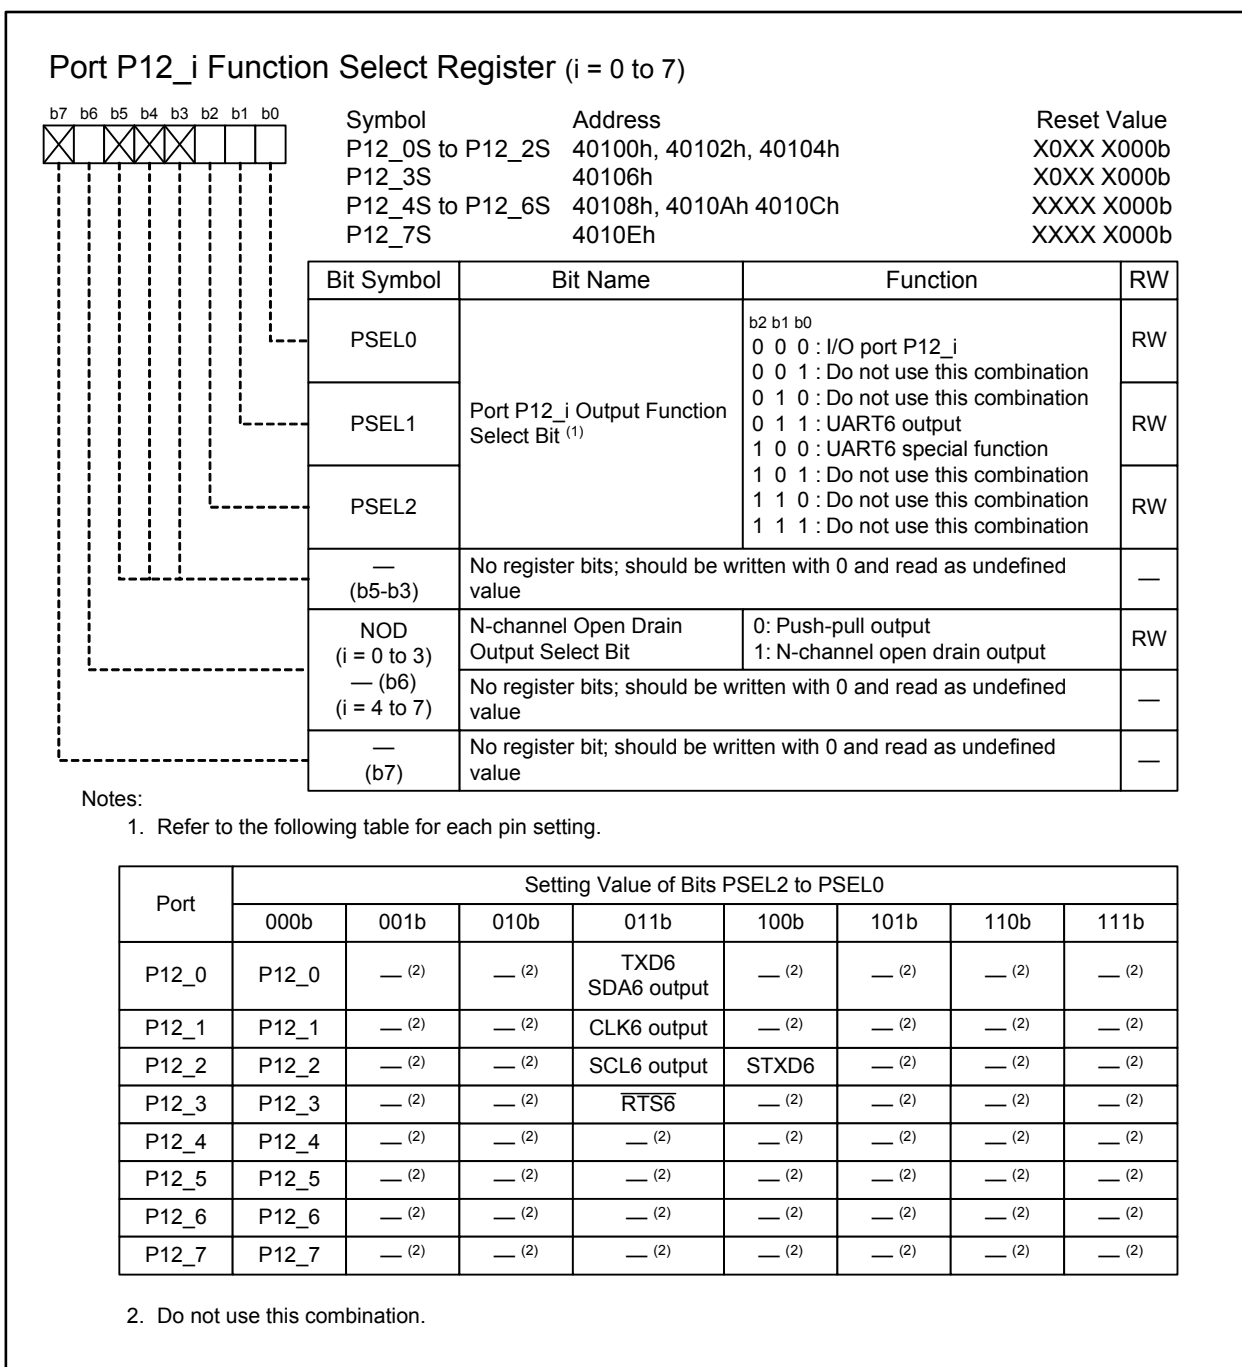 Port P12_i Function Select Register (i = 0 to 7)
b7 b6 b5 b4 b3 b2 b1 b0
Symbol Address Reset Value
P12_0S to P12_2S 40100h, 40102h, 40104h X0XX X000b
P12_3S 40106h X0XX X000b
P12_4S to P12_6S 40108h, 4010Ah 4010Ch XXXX X000b
P12_7S 4010Eh XXXX X000b
Bit Symbol Bit Name Function RW
PSEL0
PSEL1
PSEL2
Port P12_i Output Function
Select Bit (1)
b2 b1 b0
0 0 0 : I/O port P12_i
0 0 1 : Do not use this combination
0 1 0 : Do not use this combination
0 1 1 : UART6 output
1 0 0 : UART6 special function
1 0 1 : Do not use this combination
1 1 0 : Do not use this combination
1 1 1 : Do not use this combination
RW
RW
RW
—
(b5-b3)
No register bits; should be written with 0 and read as undefined
value
—
NOD
(i = 0 to 3)
— (b6)
(i = 4 to 7)
N-channel Open Drain
Output Select Bit
0: Push-pull output
1: N-channel open drain output
RW
No register bits; should be written with 0 and read as undefined
value
—
—
(b7)
No register bit; should be written with 0 and read as undefined
value
—
Notes:
1. Refer to the following table for each pin setting.
Port Setting Value of Bits PSEL2 to PSEL0
000b 001b 010b 011b 100b 101b 110b 111b
P12_0 P12_0 — (2) — (2) TXD6 SDA6 output — (2) — (2) — (2) — (2)
P12_1 P12_1 — (2) — (2) CLK6 output — (2) — (2) — (2) — (2)
P12_2 P12_2 — (2) — (2) SCL6 output STXD6 — (2) — (2) — (2)
P12_3 P12_3 — (2) — (2) RTS6 — (2) — (2) — (2) — (2)
P12_4 P12_4 — (2) — (2) — (2) — (2) — (2) — (2) — (2)
P12_5 P12_5 — (2) — (2) — (2) — (2) — (2) — (2) — (2)
P12_6 P12_6 — (2) — (2) — (2) — (2) — (2) — (2) — (2)
P12_7 P12_7 — (2) — (2) — (2) — (2) — (2) — (2) — (2)
2. Do not use this combination.